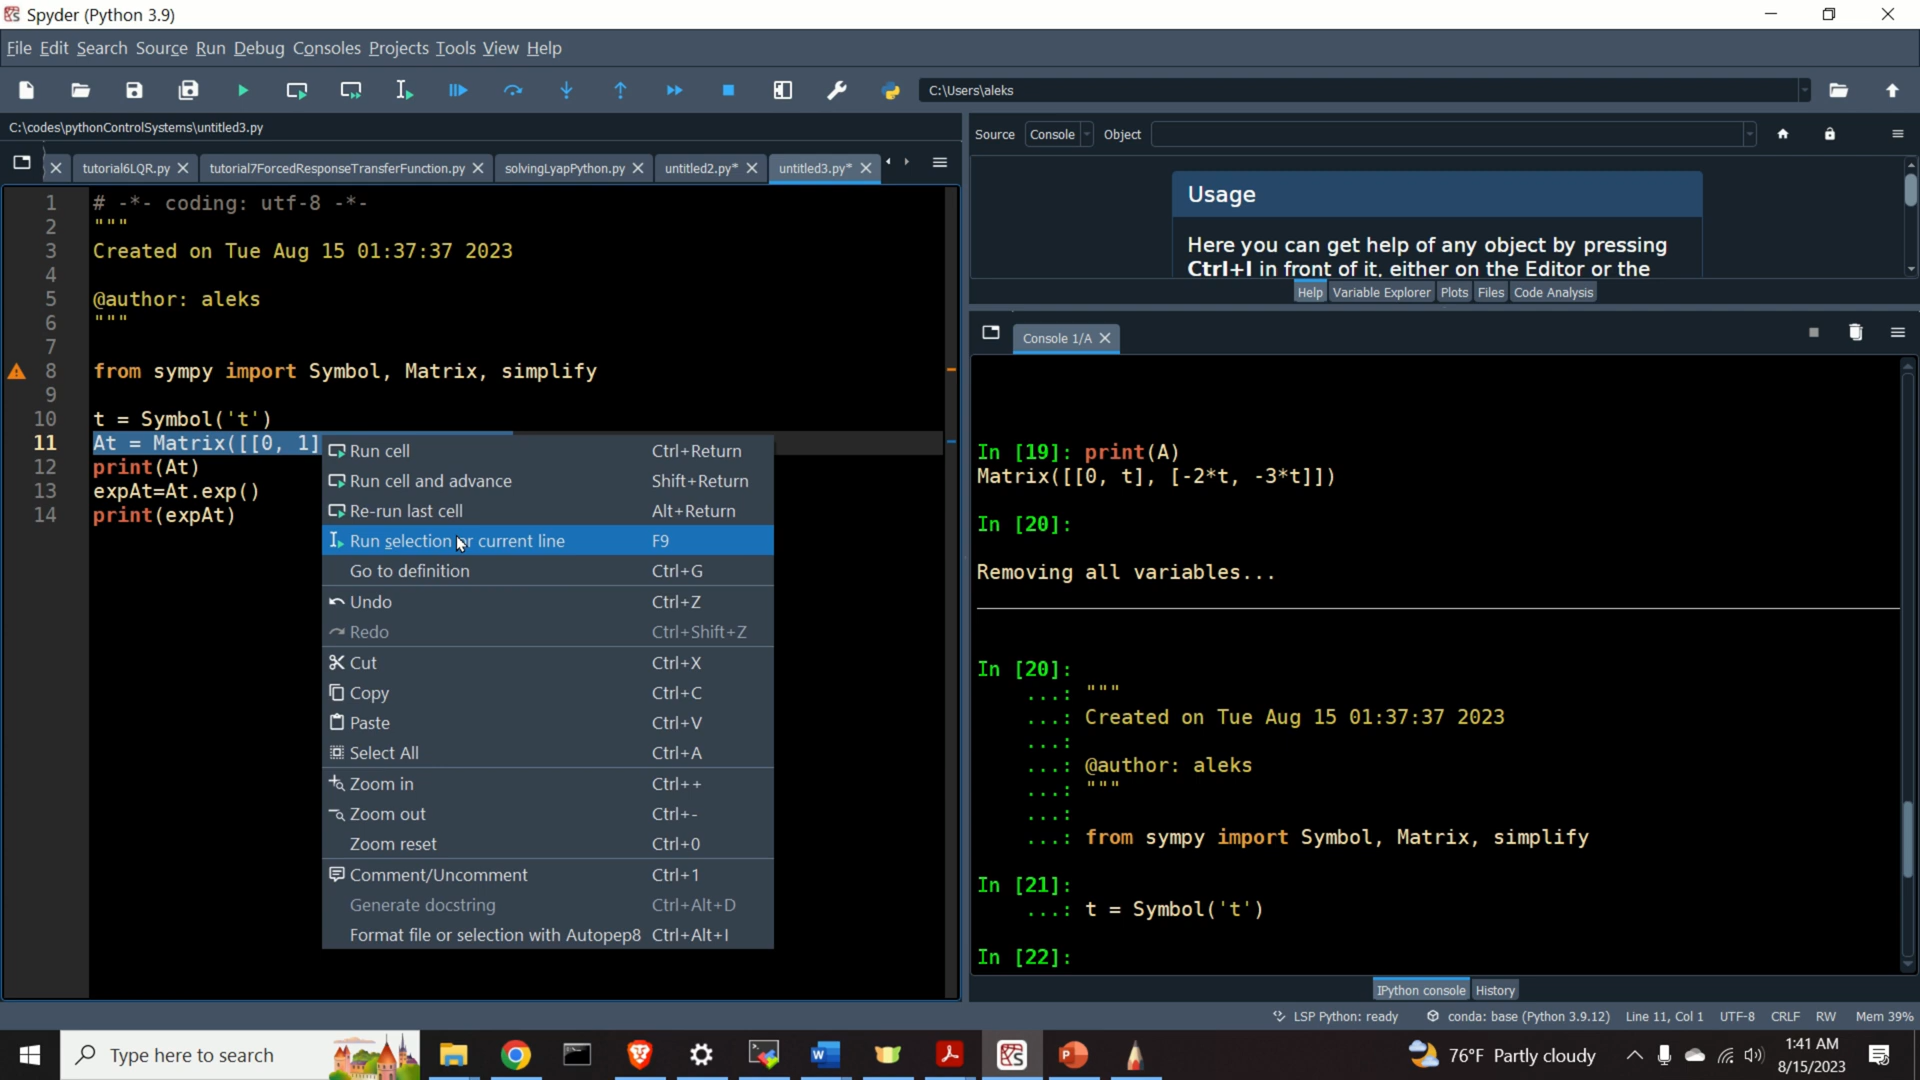 Spyder (Python 3.9)
File Edit Search Source Run Debug Consoles Projects Tools View Help
C:\Users\aleks
C:\codes\pythonControlSystems\untitled3.py
tutorial6LQR.py
tutorial7ForcedResponseTransferFunction.py
solvingLyapPython.py
untitled2.py*
untitled3.py*
1 # -*- coding: utf-8 -*-
2 """
3 Created on Tue Aug 15 01:37:37 2023
4
5 @author: aleks
6 """
7
8 from sympy import Symbol, Matrix, simplify
9
10 t = Symbol('t')
11 At = Matrix([[0, 1]
12 print(At)
13 expAt=At.exp()
14 print(expAt)
Run cell Ctrl+Return
Run cell and advance Shift+Return
Re-run last cell Alt+Return
Run selection or current line F9
Go to definition Ctrl+G
Undo Ctrl+Z
Redo Ctrl+Shift+Z
Cut Ctrl+X
Copy Ctrl+C
Paste Ctrl+V
Select All Ctrl+A
Zoom in Ctrl++
Zoom out Ctrl+-
Zoom reset Ctrl+0
Comment/Uncomment Ctrl+1
Generate docstring Ctrl+Alt+D
Format file or selection with Autopep8 Ctrl+Alt+I
Source Console Object
Usage
Here you can get help of any object by pressing
Ctrl+I in front of it, either on the Editor or the
Help Variable Explorer Plots Files Code Analysis
Console 1/A
In [19]: print(A)
Matrix([[0, t], [-2*t, -3*t]])
In [20]:
Removing all variables...
In [20]:
...: """
...: Created on Tue Aug 15 01:37:37 2023
...:
...: @author: aleks
...: """
...:
...: from sympy import Symbol, Matrix, simplify
In [21]:
...: t = Symbol('t')
In [22]:
IPython console History
LSP Python: ready conda: base (Python 3.9.12) Line 11, Col 1 UTF-8 CRLF RW Mem 39%
Type here to search
76°F Partly cloudy
1:41 AM
8/15/2023